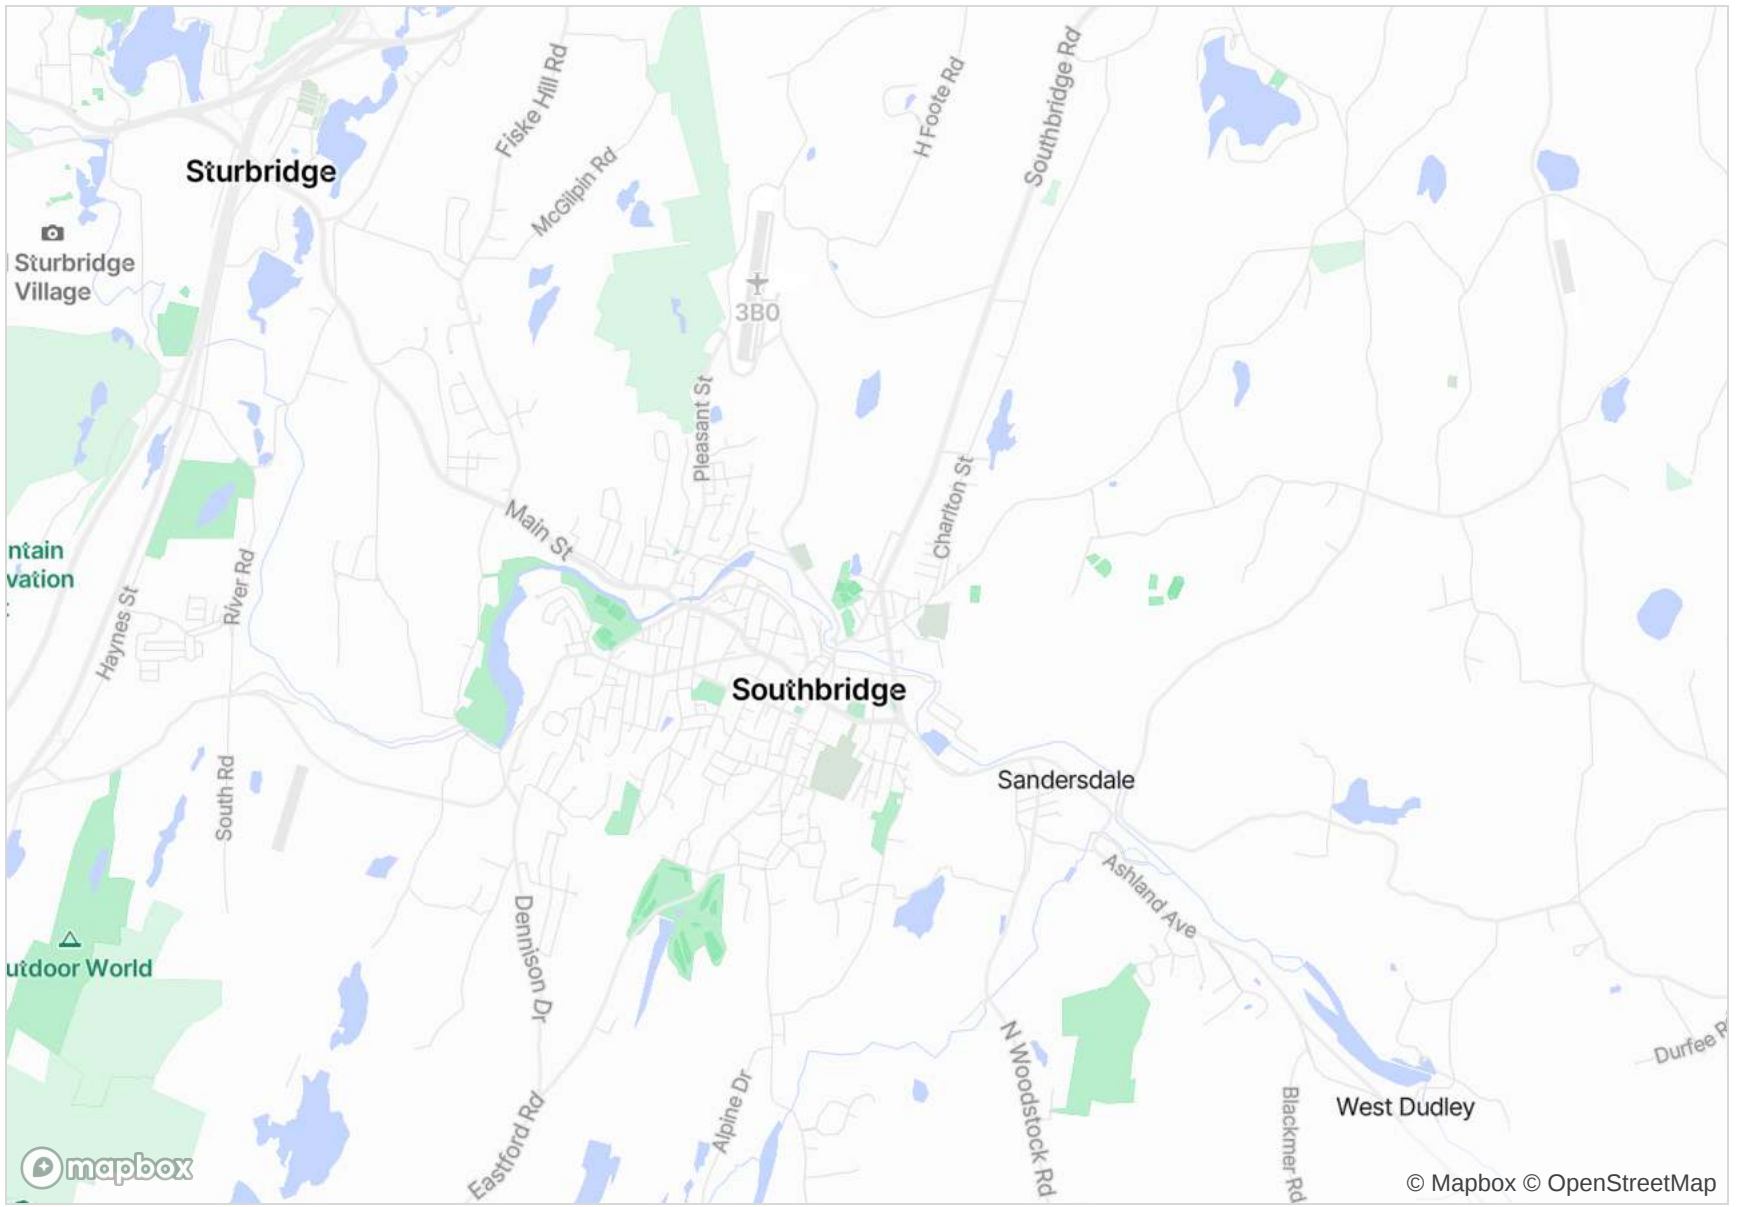 Fiske Hill Rd
H Foote Rd
Southbridge Rd
Sturbridge
McGilpin Rd
Sturbridge
Village
3B0
Pleasant St
Main St
Charlton St
ntain
vation
River Rd
Haynes St
Southbridge
South Rd
Sandersdale
Ashland Ave
Dennison Dr
utdoor World
N Woodstock Rd
Durfee R
Alpine Dr
Blackmer Rd
West Dudley
Eastford Rd
mapbox
© Mapbox © OpenStreetMap